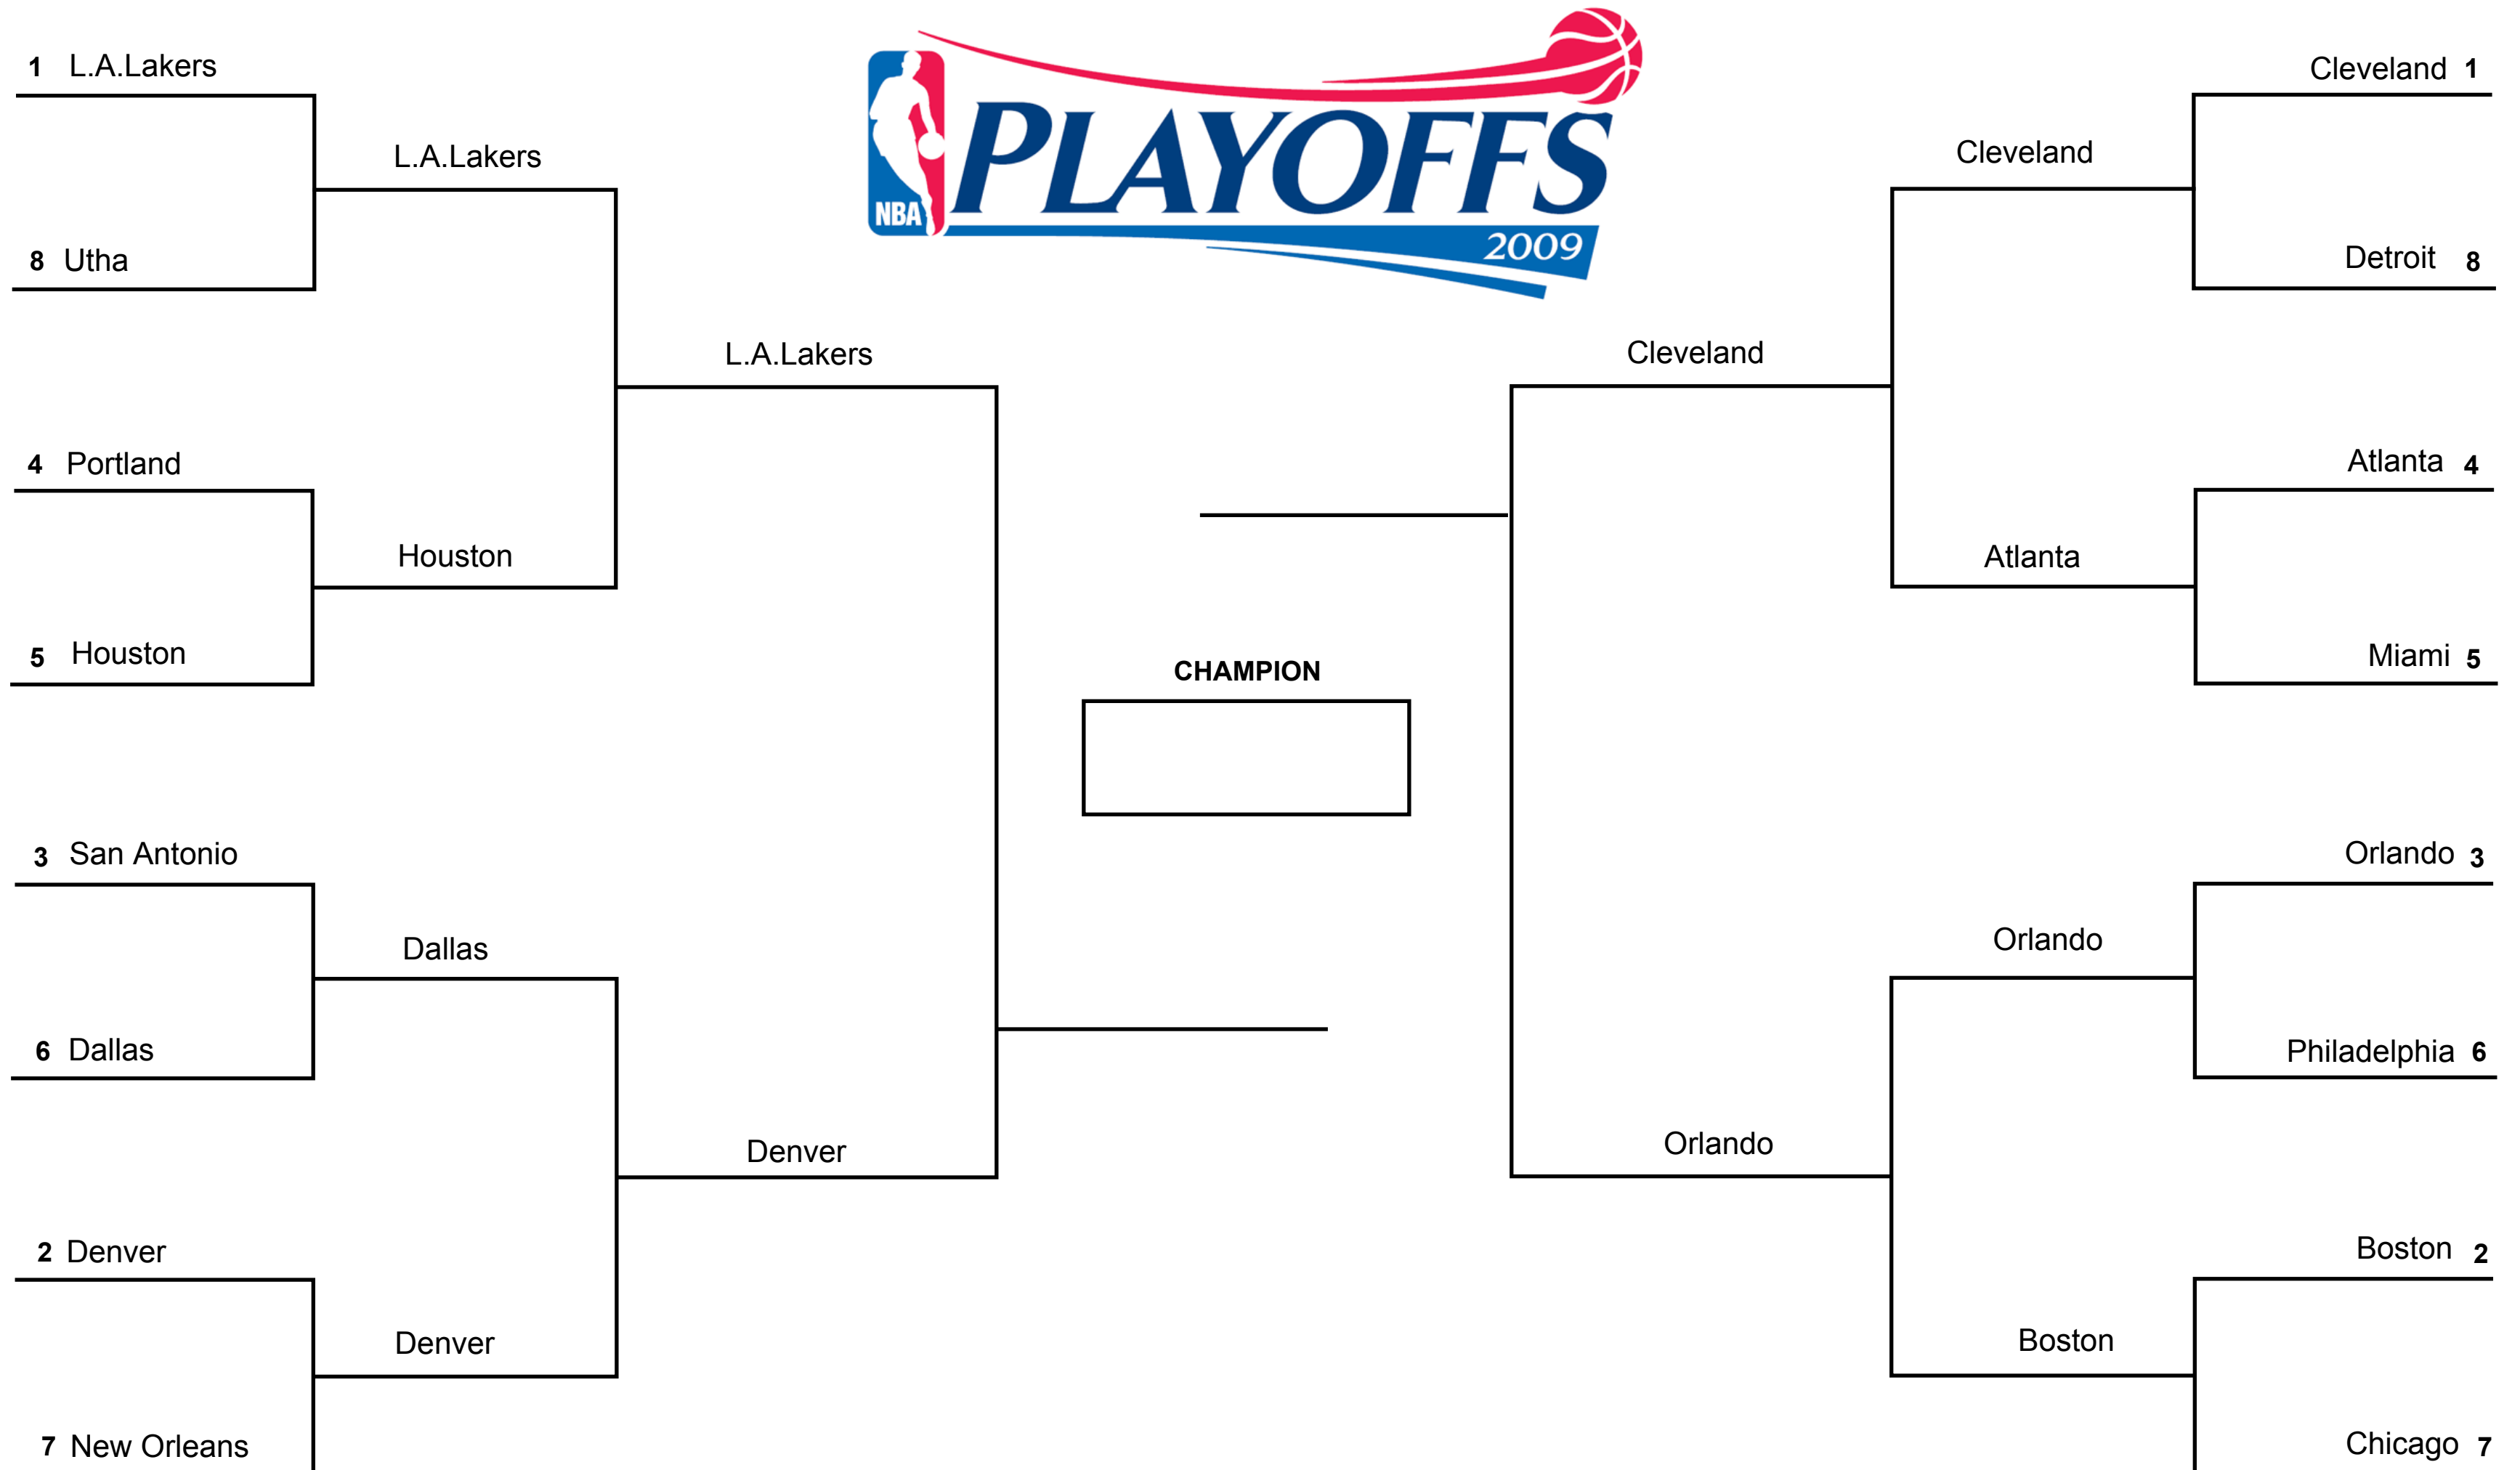 NBA
PLAYOFFS
2009
1 L.A.Lakers
8 Utha
4 Portland
5 Houston
3 San Antonio
6 Dallas
2 Denver
7 New Orleans
L.A.Lakers
Houston
Dallas
Denver
L.A.Lakers
Denver
CHAMPION
Cleveland
Orlando
Cleveland
Atlanta
Orlando
Boston
Cleveland 1
Detroit 8
Atlanta 4
Miami 5
Orlando 3
Philadelphia 6
Boston 2
Chicago 7